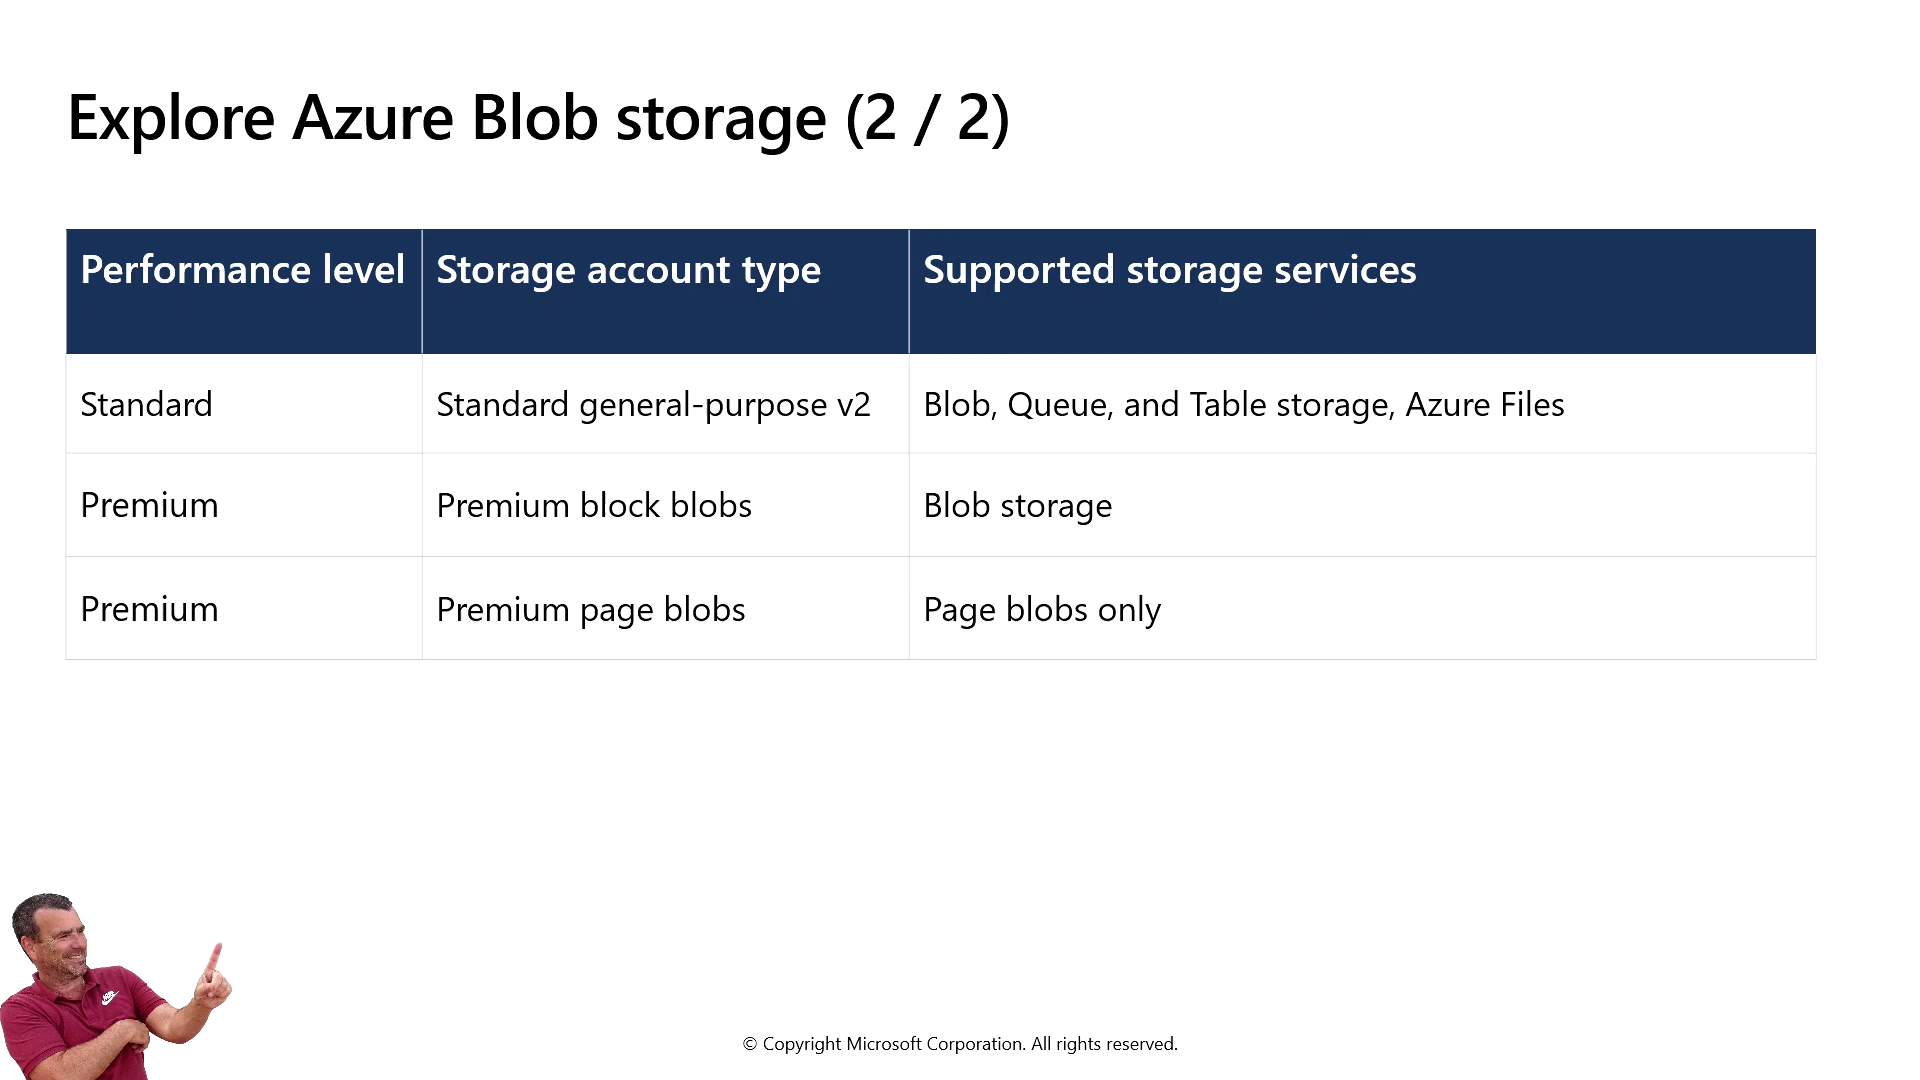 Explore Azure Blob storage (2 / 2)
Performance level
Storage account type
Supported storage services
Standard
Standard general-purpose v2
Blob, Queue, and Table storage, Azure Files
Premium
Premium block blobs
Blob storage
Premium
Premium page blobs
Page blobs only
© Copyright Microsoft Corporation. All rights reserved.